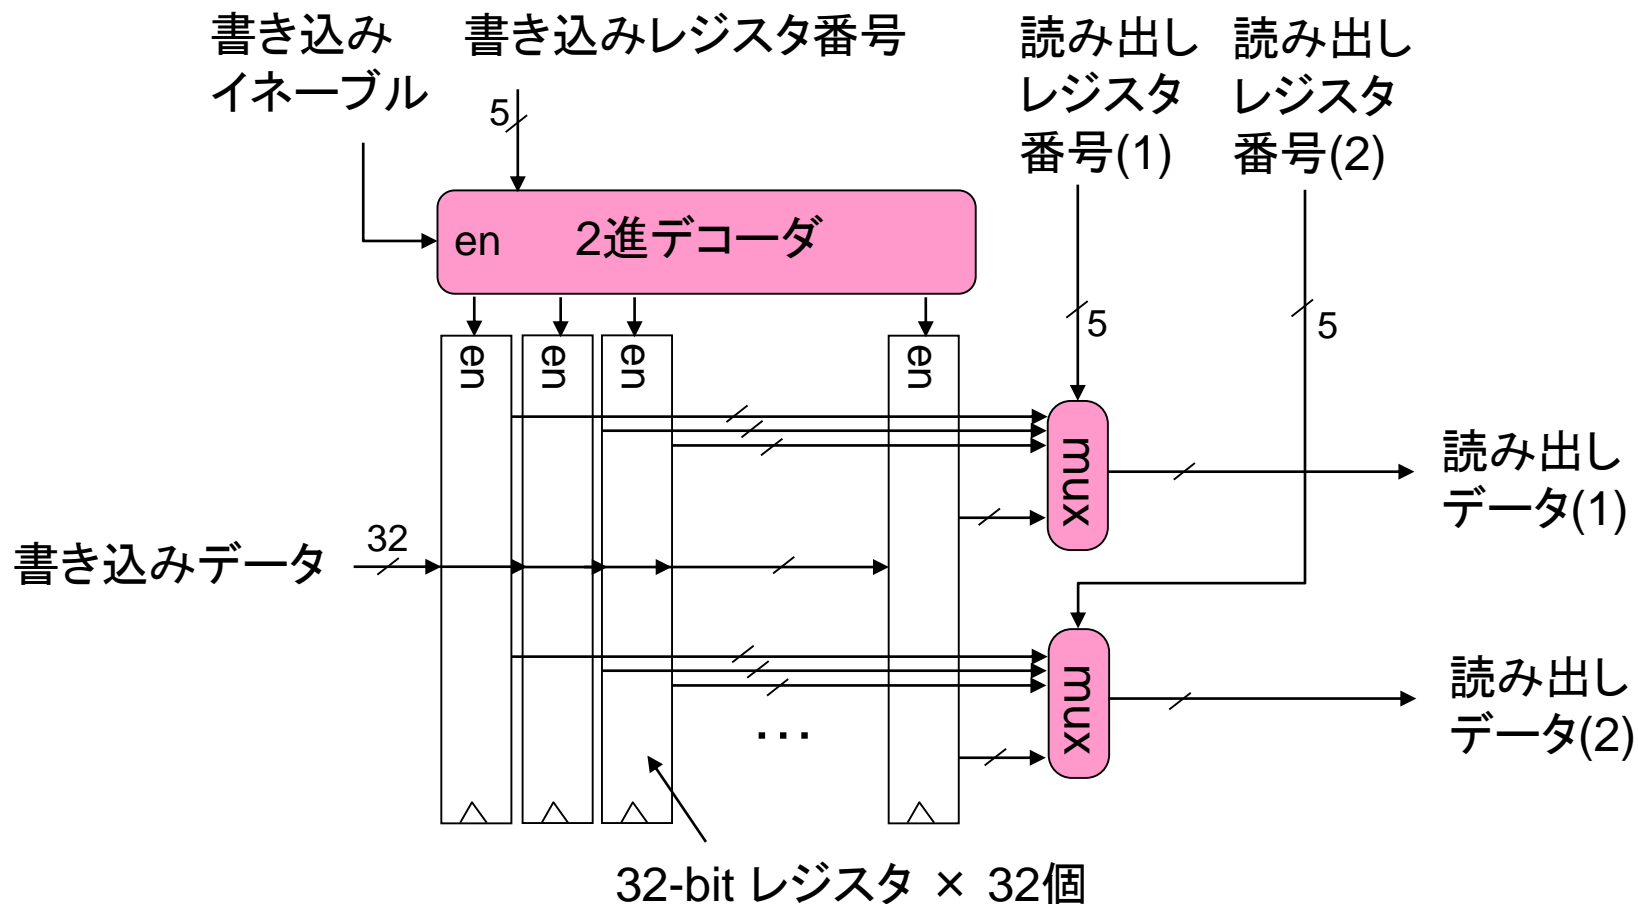 書き込み
イネーブル
書き込みレジスタ番号
読み出し
レジスタ
番号(1)
読み出し
レジスタ
番号(2)
5
en 2進デコーダ
5
5
en
en
en
en
mux
読み出し
データ(1)
32
書き込みデータ
mux
読み出し
データ(2)
...
32-bit レジスタ × 32個